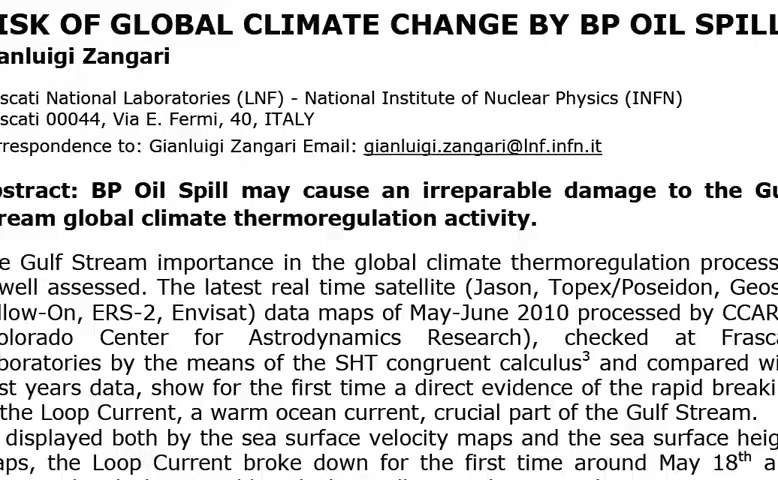 ISK OF GLOBAL CLIMATE CHANGE BY BP OIL SPILL
anluigi Zangari
scati National Laboratories (LNF) - National Institute of Nuclear Physics (INFN)
scati 00044, Via E. Fermi, 40, ITALY
rrespondence to: Gianluigi Zangari Email: gianluigi.zangari@lnf.infn.it
bstract: BP Oil Spill may cause an irreparable damage to the Gu
ream global climate thermoregulation activity.
e Gulf Stream importance in the global climate thermoregulation process
well assessed. The latest real time satellite (Jason, Topex/Poseidon, Geos
llow-On, ERS-2, Envisat) data maps of May-June 2010 processed by CCAR
olorado Center for Astrodynamics Research), checked at Frasca
boratories by the means of the SHT congruent calculus³ and compared wi
st years data, show for the first time a direct evidence of the rapid breaki
the Loop Current, a warm ocean current, crucial part of the Gulf Stream.
displayed both by the sea surface velocity maps and the sea surface heig
aps, the Loop Current broke down for the first time around May 18th a